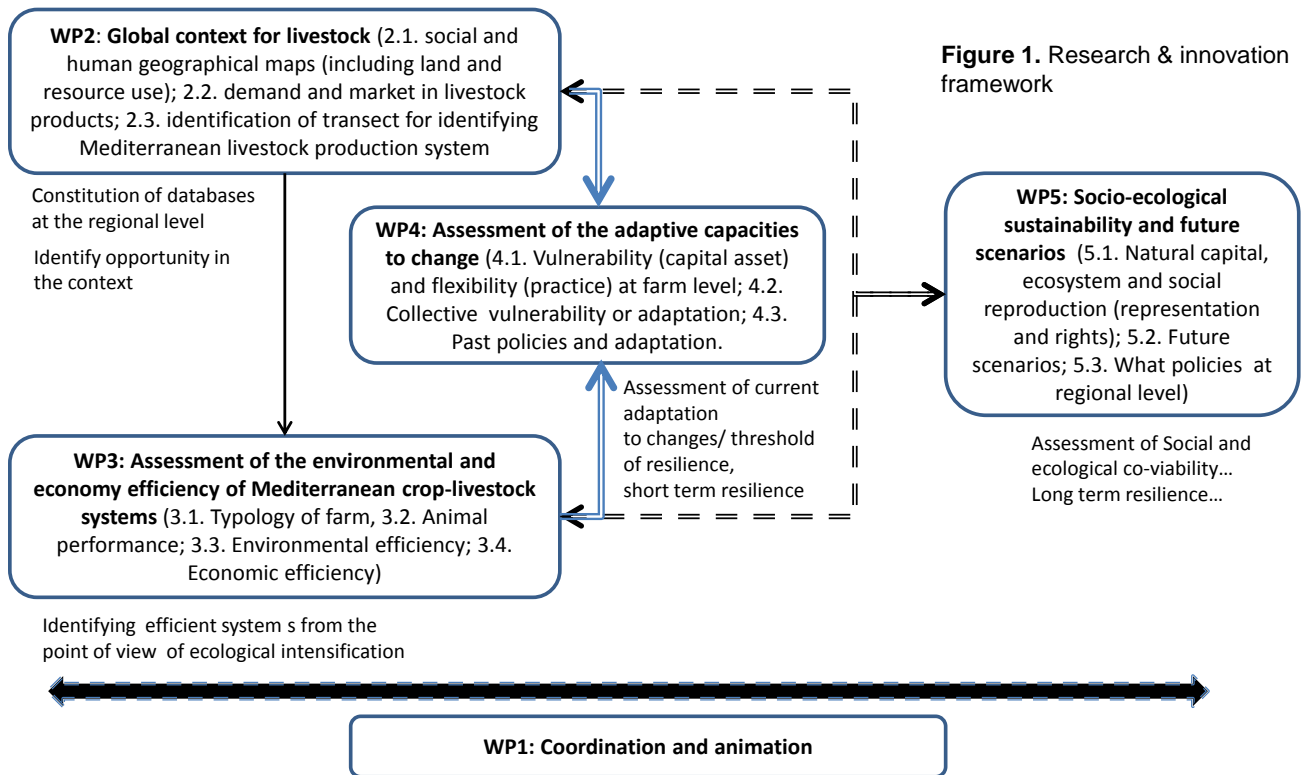 WP2: Global context for livestock (2.1. social and
human geographical maps (including land and
resource use); 2.2. demand and market in livestock
products; 2.3. identification of transect for identifying
Mediterranean livestock production system
Figure 1. Research & innovation
framework
Constitution of databases
at the regional level
Identify opportunity in
the context
WP4: Assessment of the adaptive capacities
to change (4.1. Vulnerability (capital asset)
and flexibility (practice) at farm level; 4.2.
Collective vulnerability or adaptation; 4.3.
Past policies and adaptation.
WP5: Socio-ecological
sustainability and future
scenarios (5.1. Natural capital,
ecosystem and social
reproduction (representation
and rights); 5.2. Future
scenarios; 5.3. What policies at
regional level)
Assessment of current
adaptation
to changes/ threshold
of resilience,
short term resilience
Assessment of Social and
ecological co-viability...
Long term resilience...
WP3: Assessment of the environmental and
economy efficiency of Mediterranean crop-livestock
systems (3.1. Typology of farm, 3.2. Animal
performance; 3.3. Environmental efficiency; 3.4.
Economic efficiency)
Identifying efficient system s from the
point of view of ecological intensification
WP1: Coordination and animation